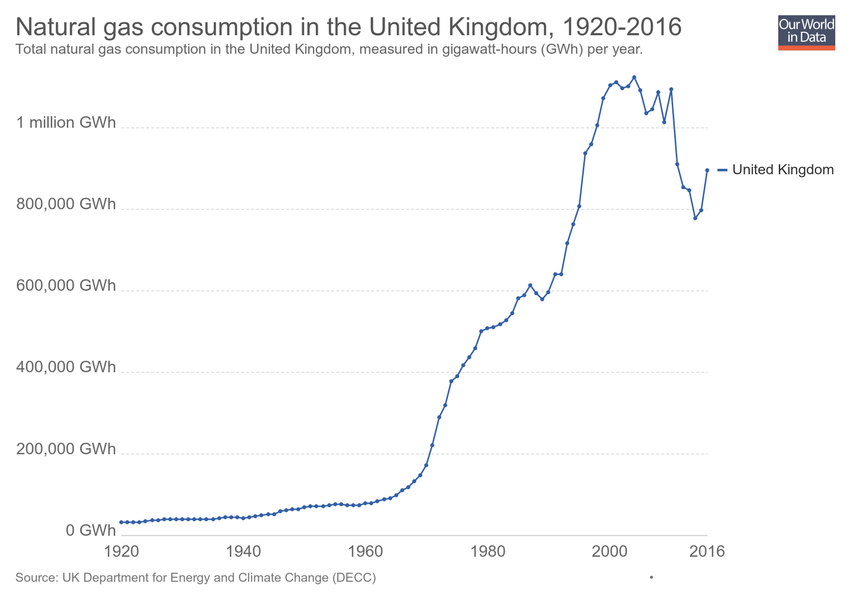 Natural gas consumption in the United Kingdom, 1920-2016
Total natural gas consumption in the United Kingdom, measured in gigawatt-hours (GWh) per year.
Our World
in Data
1 million GWh
800,000 GWh
600,000 GWh
400,000 GWh
200,000 GWh
0 GWh
United Kingdom
1920 1940 1960 1980 2000 2016
Source: UK Department for Energy and Climate Change (DECC)